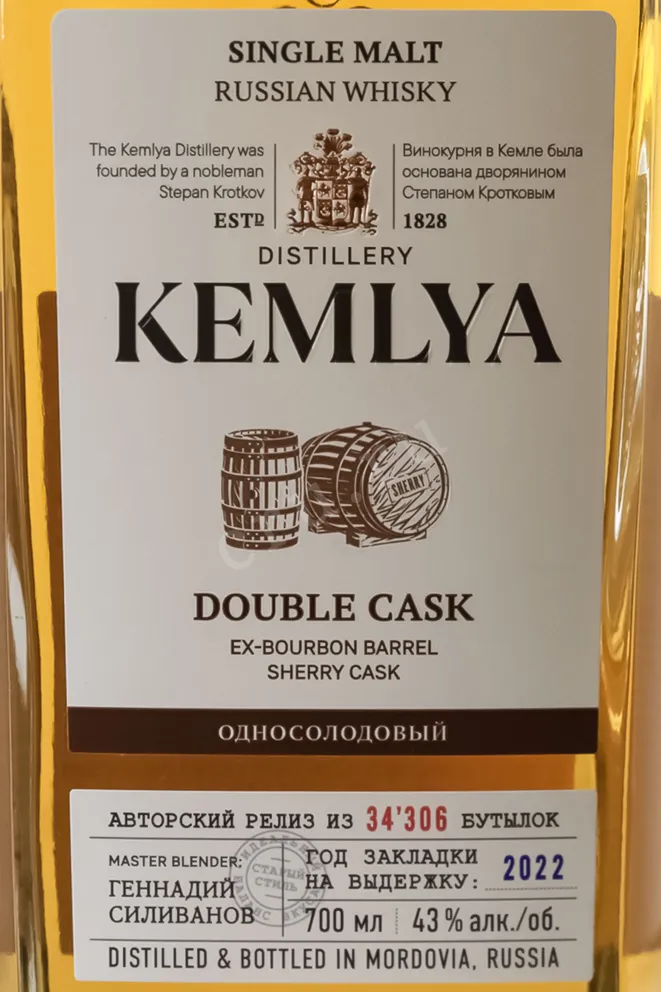 SINGLE MALT
RUSSIAN WHISKY
The Kemlya Distillery was
founded by a nobleman
Stepan Krotkov
ESTD
Винокурня в Кемле была
основана дворянином
Степаном Кротковым
1828
DISTILLERY
KEMLYA
SHERRY
DOUBLE CASK
EX-BOURBON BARREL
SHERRY CASK
ОДНОСОЛОДОВЫЙ
АВТОРСКИЙ РЕЛИЗ ИЗ 34'306 БУТЫЛОК
MASTER BLENDER:
ГЕННАДИЙ
СИЛИВАНОВ
СТАРЫЙ
СТИЛЬ
ГОД ЗАКЛАДКИ
НА ВЫДЕРЖКУ: 2022
700 мл 43% алк./об.
DISTILLED & BOTTLED IN MORDOVIA, RUSSIA